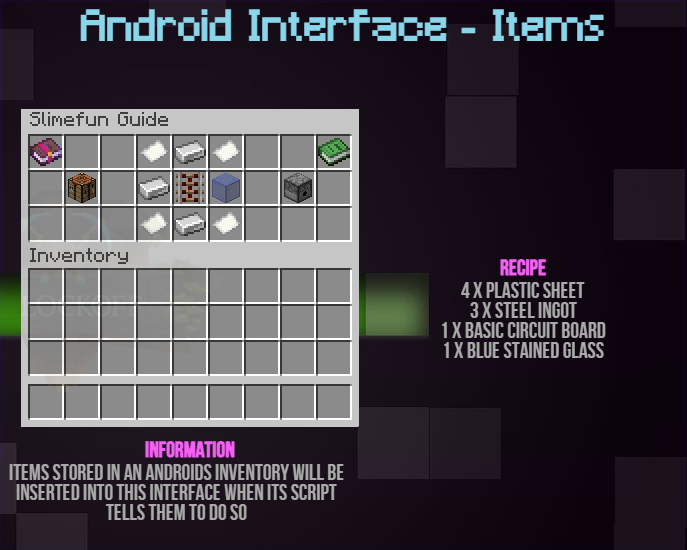 Android Interface - Items
Slimefun Guide
Inventory
LOCKOFF
RECIPE
4 X PLASTIC SHEET
3 X STEEL INGOT
1 X BASIC CIRCUIT BOARD
1 X BLUE STAINED GLASS
INFORMATION
ITEMS STORED IN AN ANDROIDS INVENTORY WILL BE
INSERTED INTO THIS INTERFACE WHEN ITS SCRIPT
TELLS THEM TO DO SO